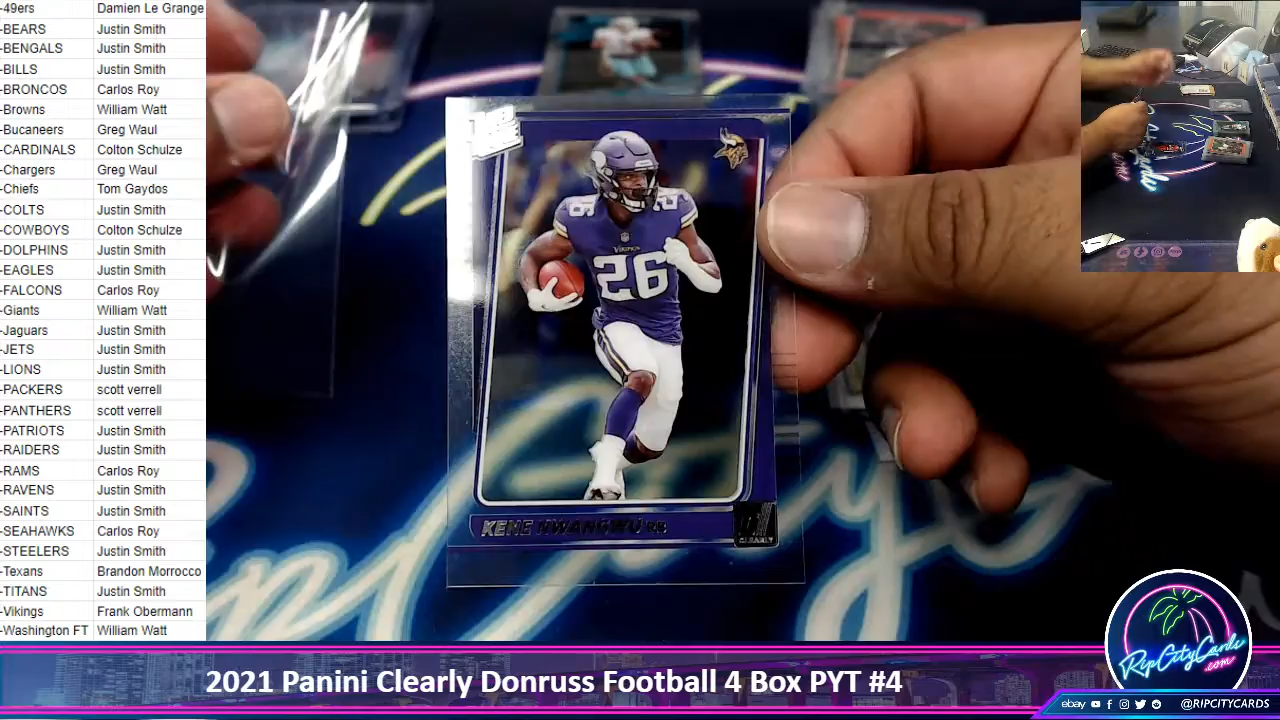 -49ers Damien Le Grange
-BEARS Justin Smith
-BENGALS Justin Smith
-BILLS Justin Smith
-BRONCOS Carlos Roy
-Browns William Watt
-Bucaneers Greg Waul
-CARDINALS Colton Schulze
-Chargers Greg Waul
-Chiefs Tom Gaydos
-COLTS Justin Smith
-COWBOYS Colton Schulze
-DOLPHINS Justin Smith
-EAGLES Justin Smith
-FALCONS Carlos Roy
-Giants William Watt
-Jaguars Justin Smith
-JETS Justin Smith
-LIONS Justin Smith
-PACKERS scott verrell
-PANTHERS scott verrell
-PATRIOTS Justin Smith
-RAIDERS Justin Smith
-RAMS Carlos Roy
-RAVENS Justin Smith
-SAINTS Justin Smith
-SEAHAWKS Carlos Roy
-STEELERS Justin Smith
-Texans Brandon Morrocco
-TITANS Justin Smith
-Vikings Frank Obermann
-Washington FT William Watt
26
VIKINGS
26
KENE NWANGWU RB
CLEARLY
RipCityCards
.com
2021 Panini Clearly Donruss Football 4 Box PYT #4
ebay @RIPCITYCARDS